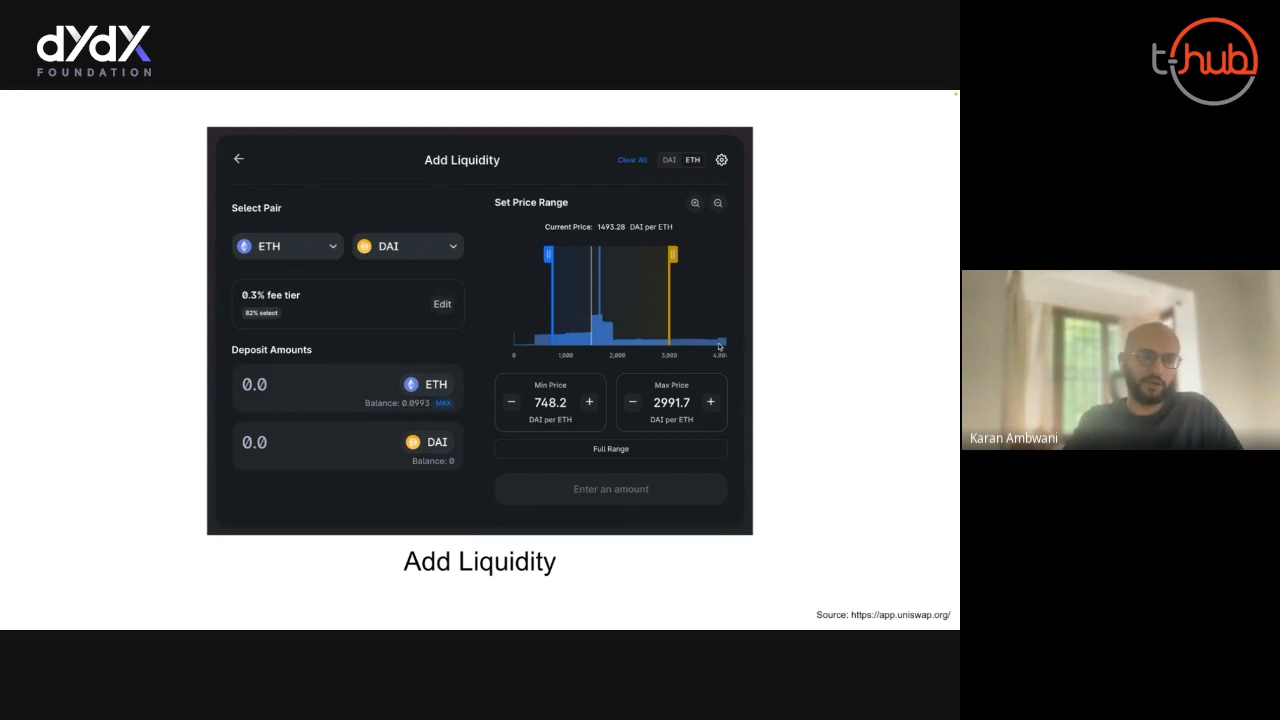 dYdX
FOUNDATION
t-hub
Add Liquidity
Clear All
DAI ETH
Select Pair
ETH
DAI
0.3% fee tier
82% select
Edit
Deposit Amounts
0.0
ETH
Balance: 0.0993 MAX
0.0
DAI
Balance: 0
Set Price Range
Current Price: 1493.28 DAI per ETH
0 1,000 2,000 3,000 4,00
Min Price
− 748.2 +
DAI per ETH
Max Price
− 2991.7 +
DAI per ETH
Full Range
Enter an amount
Add Liquidity
Source: https://app.uniswap.org/
Karan Ambwani